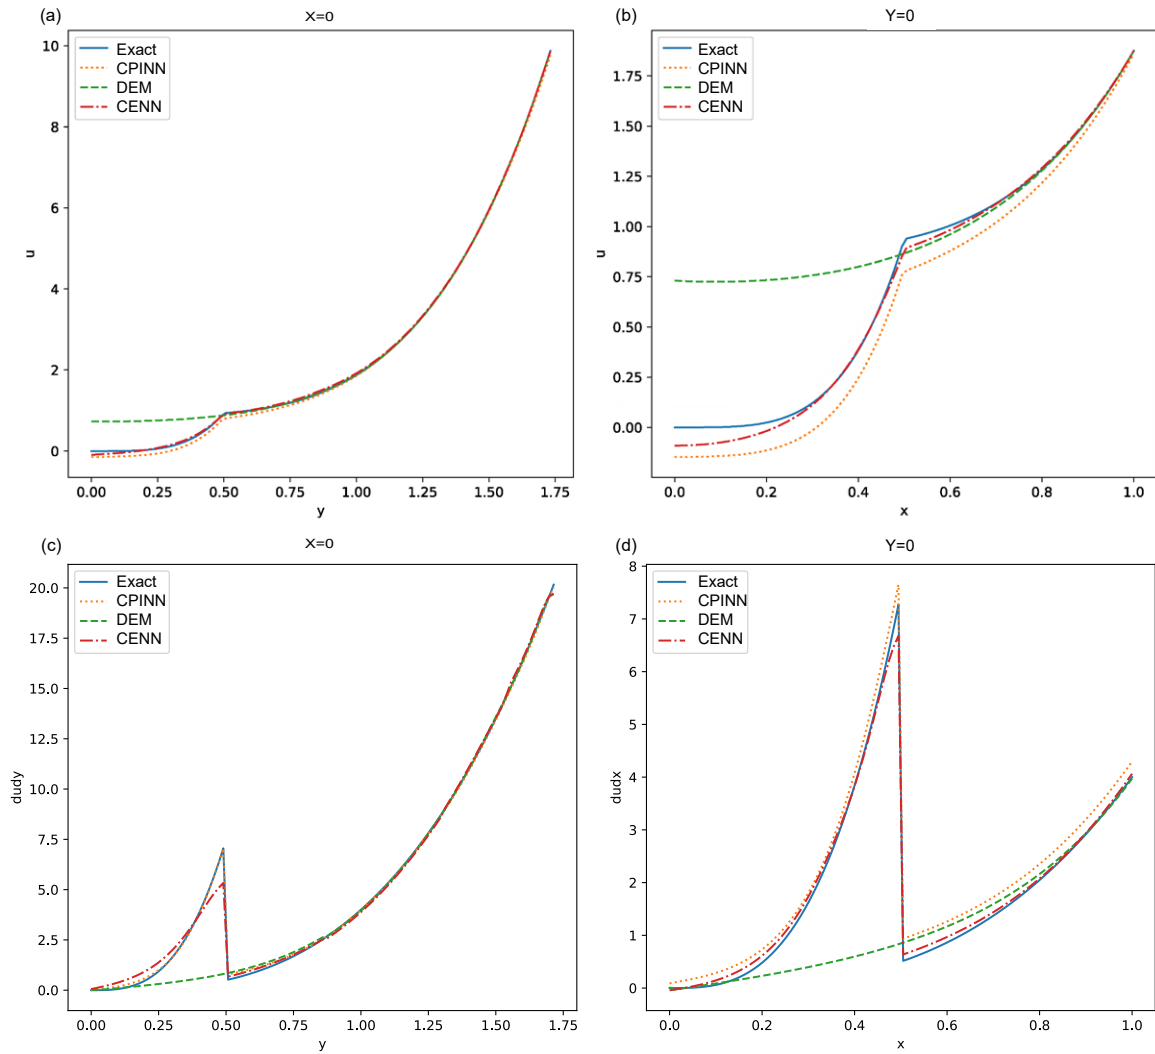 (a)
X=0
Exact
CPINN
DEM
CENN
10
8
6
4
2
0
u
0.00 0.25 0.50 0.75 1.00 1.25 1.50 1.75
y
(b)
Y=0
Exact
CPINN
DEM
CENN
1.75
1.50
1.25
1.00
0.75
0.50
0.25
0.00
u
0.0 0.2 0.4 0.6 0.8 1.0
x
(c)
X=0
Exact
CPINN
DEM
CENN
20.0
17.5
15.0
12.5
10.0
7.5
5.0
2.5
0.0
dudy
0.00 0.25 0.50 0.75 1.00 1.25 1.50 1.75
y
(d)
Y=0
Exact
CPINN
DEM
CENN
8
7
6
5
4
3
2
1
0
dudx
0.0 0.2 0.4 0.6 0.8 1.0
x